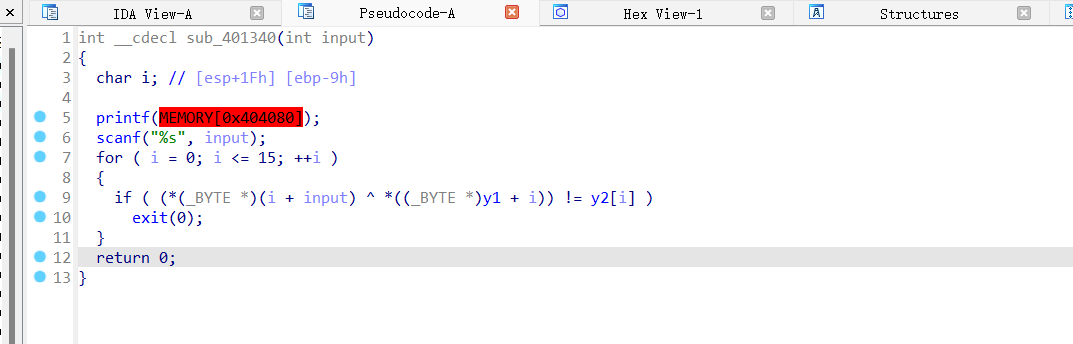 IDA View-A Pseudocode-A Hex View-1 Structures
1 int __cdecl sub_401340(int input)
2 {
3 char i; // [esp+1Fh] [ebp-9h]
4
5 printf(MEMORY[0x404080]);
6 scanf("%s", input);
7 for ( i = 0; i <= 15; ++i )
8 {
9 if ( (*(_BYTE *)(i + input) ^ *((_BYTE *)y1 + i)) != y2[i] )
10 exit(0);
11 }
12 return 0;
13 }